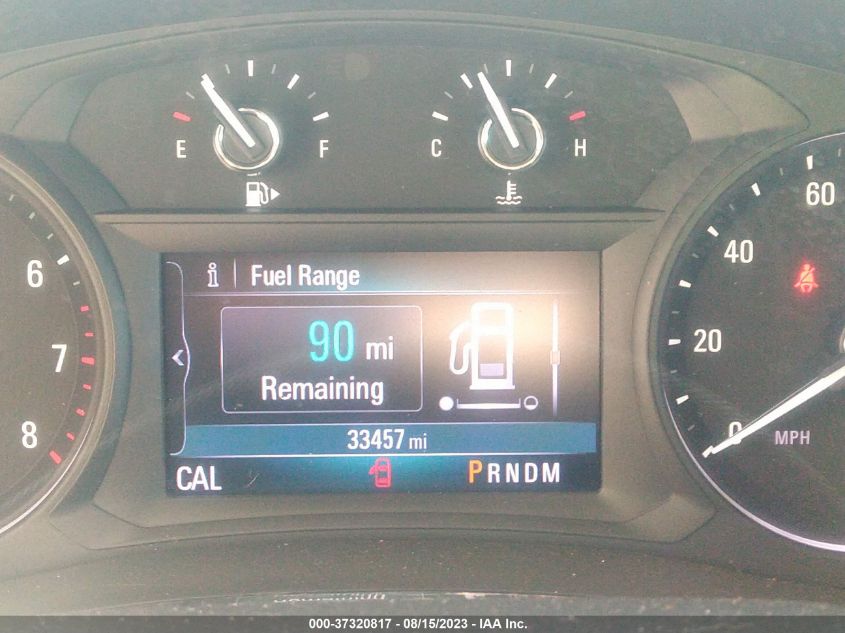 E F C H
60
40
20
0
MPH
6
7
8
i Fuel Range
90 mi
Remaining
33457 mi
CAL PRNDM
000-37320817 - 08/15/2023 - IAA Inc.